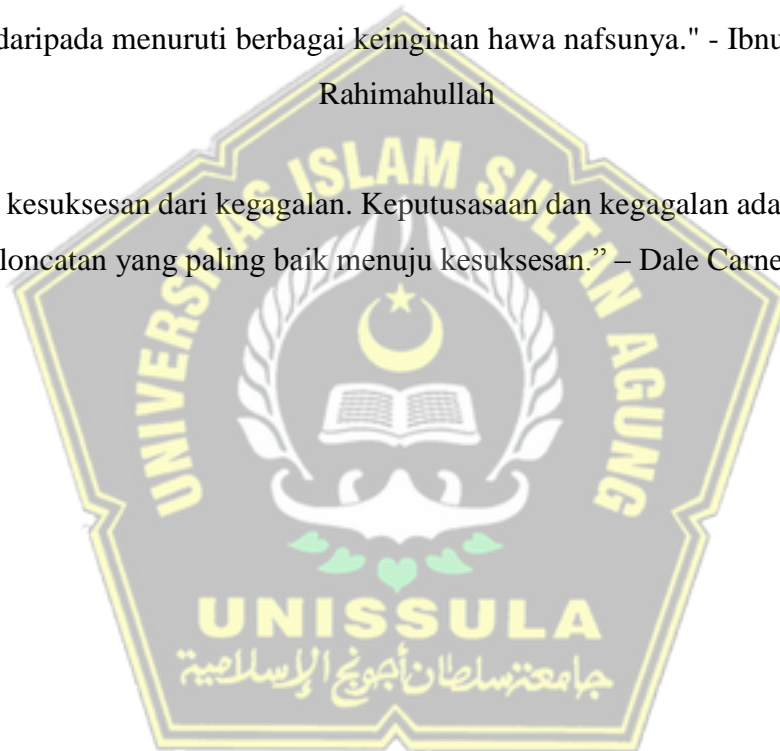 daripada menuruti berbagai keinginan hawa nafsunya." - Ibnu
Rahimahullah
kesuksesan dari kegagalan. Keputusasaan dan kegagalan ada
loncatan yang paling baik menuju kesuksesan.” – Dale Carne
UNIVERSITAS ISLAM SULTAN AGUNG
UNISSULA
جامعة سلطان أجونج الإسلامية